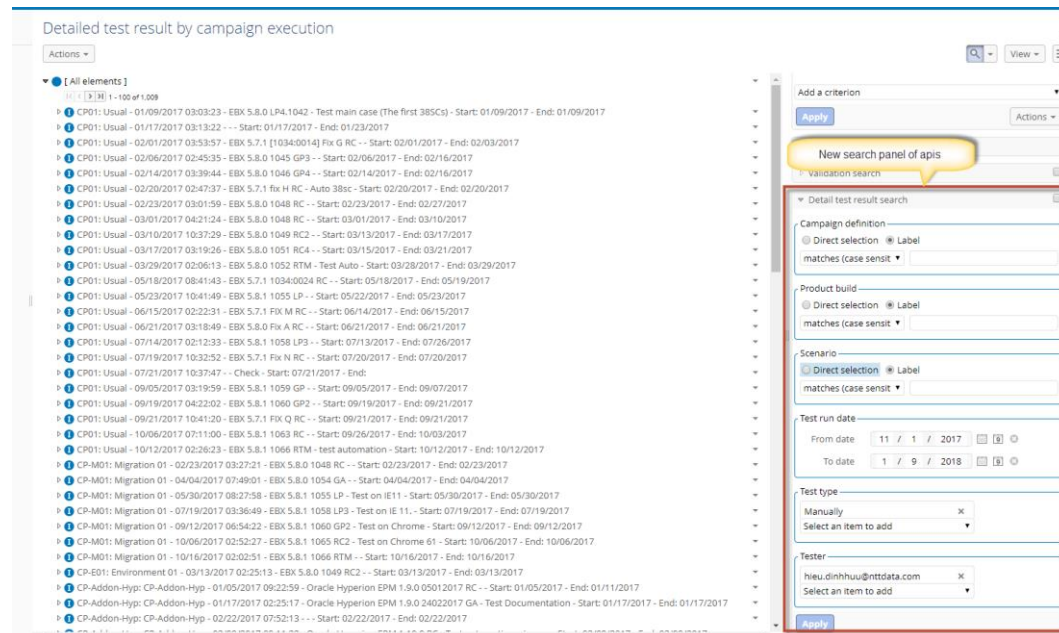 Detailed test result by campaign execution
Actions
View
[ All elements ]
1 - 100 of 1,009
CP01: Usual - 01/09/2017 03:03:23 - EBX 5.8.0 LP4.1042 - Test main case (The first 38SCs) - Start: 01/09/2017 - End: 01/09/2017
CP01: Usual - 01/17/2017 03:13:22 - - - Start: 01/17/2017 - End: 01/23/2017
CP01: Usual - 02/01/2017 03:53:57 - EBX 5.7.1 [1034:0014] Fix G RC - - Start: 02/01/2017 - End: 02/03/2017
CP01: Usual - 02/06/2017 02:45:35 - EBX 5.8.0 1045 GP3 - - Start: 02/06/2017 - End: 02/16/2017
CP01: Usual - 02/14/2017 03:39:44 - EBX 5.8.0 1046 GP4 - - Start: 02/14/2017 - End: 02/16/2017
CP01: Usual - 02/20/2017 02:47:37 - EBX 5.7.1 fix H RC - Auto 38sc - Start: 02/20/2017 - End: 02/20/2017
CP01: Usual - 02/23/2017 03:01:59 - EBX 5.8.0 1048 RC - - Start: 02/23/2017 - End: 02/27/2017
CP01: Usual - 03/01/2017 04:21:24 - EBX 5.8.0 1048 RC - - Start: 03/01/2017 - End: 03/10/2017
CP01: Usual - 03/10/2017 10:37:29 - EBX 5.8.0 1049 RC2 - - Start: 03/13/2017 - End: 03/17/2017
CP01: Usual - 03/17/2017 03:19:26 - EBX 5.8.0 1051 RC4 - - Start: 03/15/2017 - End: 03/21/2017
CP01: Usual - 03/29/2017 02:06:13 - EBX 5.8.0 1052 RTM - Test Auto - Start: 03/28/2017 - End: 03/29/2017
CP01: Usual - 05/18/2017 08:41:43 - EBX 5.7.1 1034:0024 RC - - Start: 05/18/2017 - End: 05/19/2017
CP01: Usual - 05/23/2017 10:41:49 - EBX 5.8.1 1055 LP - - Start: 05/22/2017 - End: 05/23/2017
CP01: Usual - 06/15/2017 02:22:31 - EBX 5.7.1 FIX M RC - - Start: 06/14/2017 - End: 06/15/2017
CP01: Usual - 06/21/2017 03:18:49 - EBX 5.8.0 Fix A RC - - Start: 06/21/2017 - End: 06/21/2017
CP01: Usual - 07/14/2017 02:12:33 - EBX 5.8.1 1058 LP3 - - Start: 07/13/2017 - End: 07/26/2017
CP01: Usual - 07/19/2017 10:32:52 - EBX 5.7.1 Fix N RC - - Start: 07/20/2017 - End: 07/20/2017
CP01: Usual - 07/21/2017 10:37:47 - - Check - Start: 07/21/2017 - End:
CP01: Usual - 09/05/2017 03:19:59 - EBX 5.8.1 1059 GP - - Start: 09/05/2017 - End: 09/07/2017
CP01: Usual - 09/19/2017 04:22:02 - EBX 5.8.1 1060 GP2 - - Start: 09/19/2017 - End: 09/21/2017
CP01: Usual - 09/21/2017 10:41:20 - EBX 5.7.1 FIX Q RC - - Start: 09/21/2017 - End: 09/21/2017
CP01: Usual - 10/06/2017 07:11:00 - EBX 5.8.1 1063 RC - - Start: 09/26/2017 - End: 10/03/2017
CP01: Usual - 10/12/2017 02:26:23 - EBX 5.8.1 1066 RTM - test automation - Start: 10/12/2017 - End: 10/12/2017
CP-M01: Migration 01 - 02/23/2017 03:27:21 - EBX 5.8.0 1048 RC - - Start: 02/23/2017 - End: 02/23/2017
CP-M01: Migration 01 - 04/04/2017 07:49:01 - EBX 5.8.0 1054 GA - - Start: 04/04/2017 - End: 04/04/2017
CP-M01: Migration 01 - 05/30/2017 08:27:58 - EBX 5.8.1 1055 LP - Test on IE11 - Start: 05/30/2017 - End: 05/30/2017
CP-M01: Migration 01 - 07/19/2017 03:36:49 - EBX 5.8.1 1058 LP3 - Test on IE 11. - Start: 07/19/2017 - End: 07/19/2017
CP-M01: Migration 01 - 09/12/2017 06:54:22 - EBX 5.8.1 1060 GP2 - Test on Chrome - Start: 09/12/2017 - End: 09/12/2017
CP-M01: Migration 01 - 10/06/2017 02:52:27 - EBX 5.8.1 1065 RC2 - Test on Chrome 61 - Start: 10/06/2017 - End: 10/06/2017
CP-M01: Migration 01 - 10/16/2017 02:02:51 - EBX 5.8.1 1066 RTM - - Start: 10/16/2017 - End: 10/16/2017
CP-E01: Environment 01 - 03/13/2017 02:25:13 - EBX 5.8.0 1049 RC2 - - Start: 03/13/2017 - End: 03/13/2017
CP-Addon-Hyp: CP-Addon-Hyp - 01/05/2017 09:22:59 - Oracle Hyperion EPM 1.9.0 05012017 RC - - Start: 01/05/2017 - End: 01/11/2017
CP-Addon-Hyp: CP-Addon-Hyp - 01/17/2017 02:25:17 - Oracle Hyperion EPM 1.9.0 24022017 GA - Test Documentation - Start: 01/17/2017 - End: 01/17/2017
CP-Addon-Hyp: CP-Addon-Hyp - 02/22/2017 07:52:13 - - - Start: 02/22/2017 - End: 02/22/2017
Add a criterion
Apply
Actions
New search panel of apis
Validation search
Detail test result search
Campaign definition
Direct selection Label
matches (case sensit
Product build
Direct selection Label
matches (case sensit
Scenario
Direct selection Label
matches (case sensit
Test run date
From date 11 / 1 / 2017
To date 1 / 9 / 2018
Test type
Manually
Select an item to add
Tester
hieu.dinhhuu@nttdata.com
Select an item to add
Apply